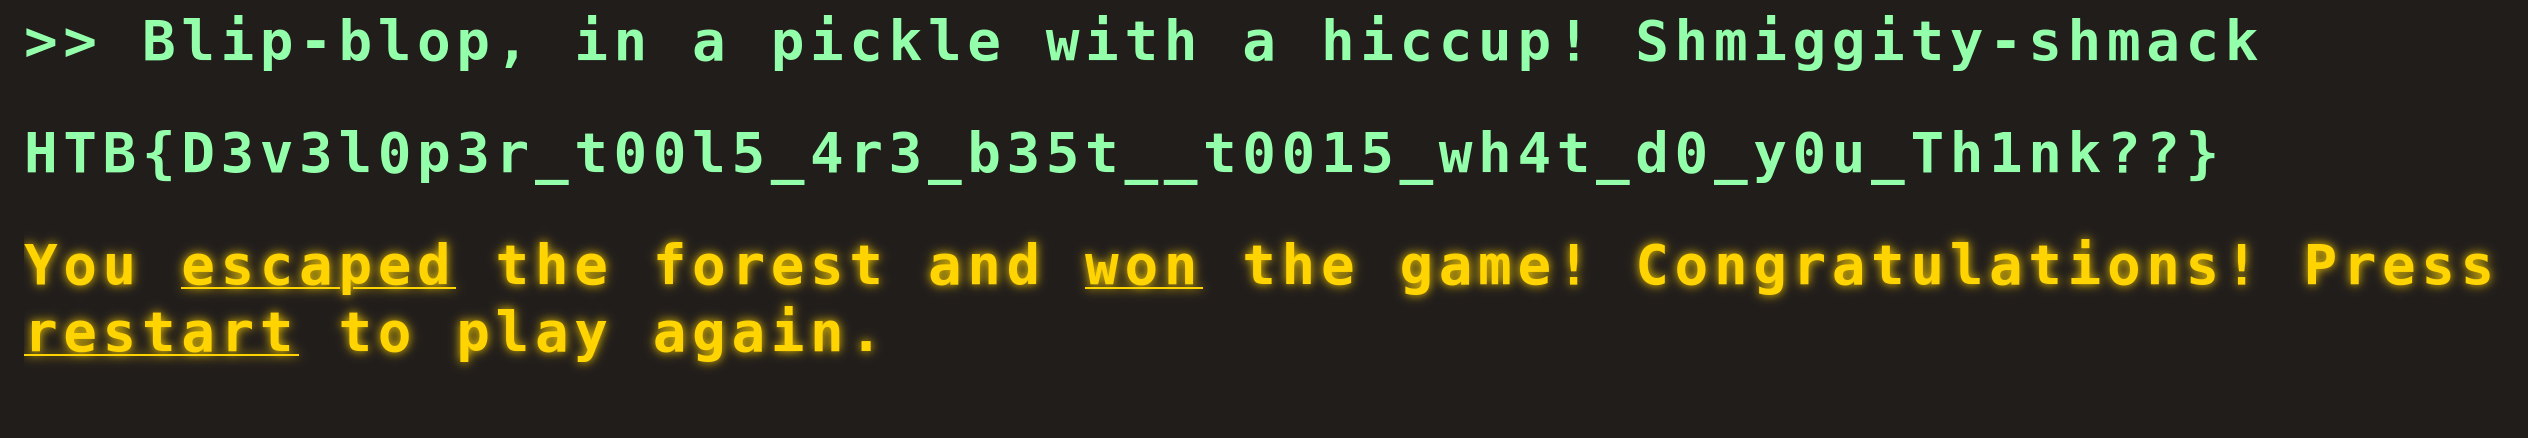 >> Blip-blop, in a pickle with a hiccup! Shmiggity-shmack
HTB{D3v3l0p3r_t00l5_4r3_b35t__t0015_wh4t_d0_y0u_Th1nk??}
You escaped the forest and won the game! Congratulations! Press
restart to play again.